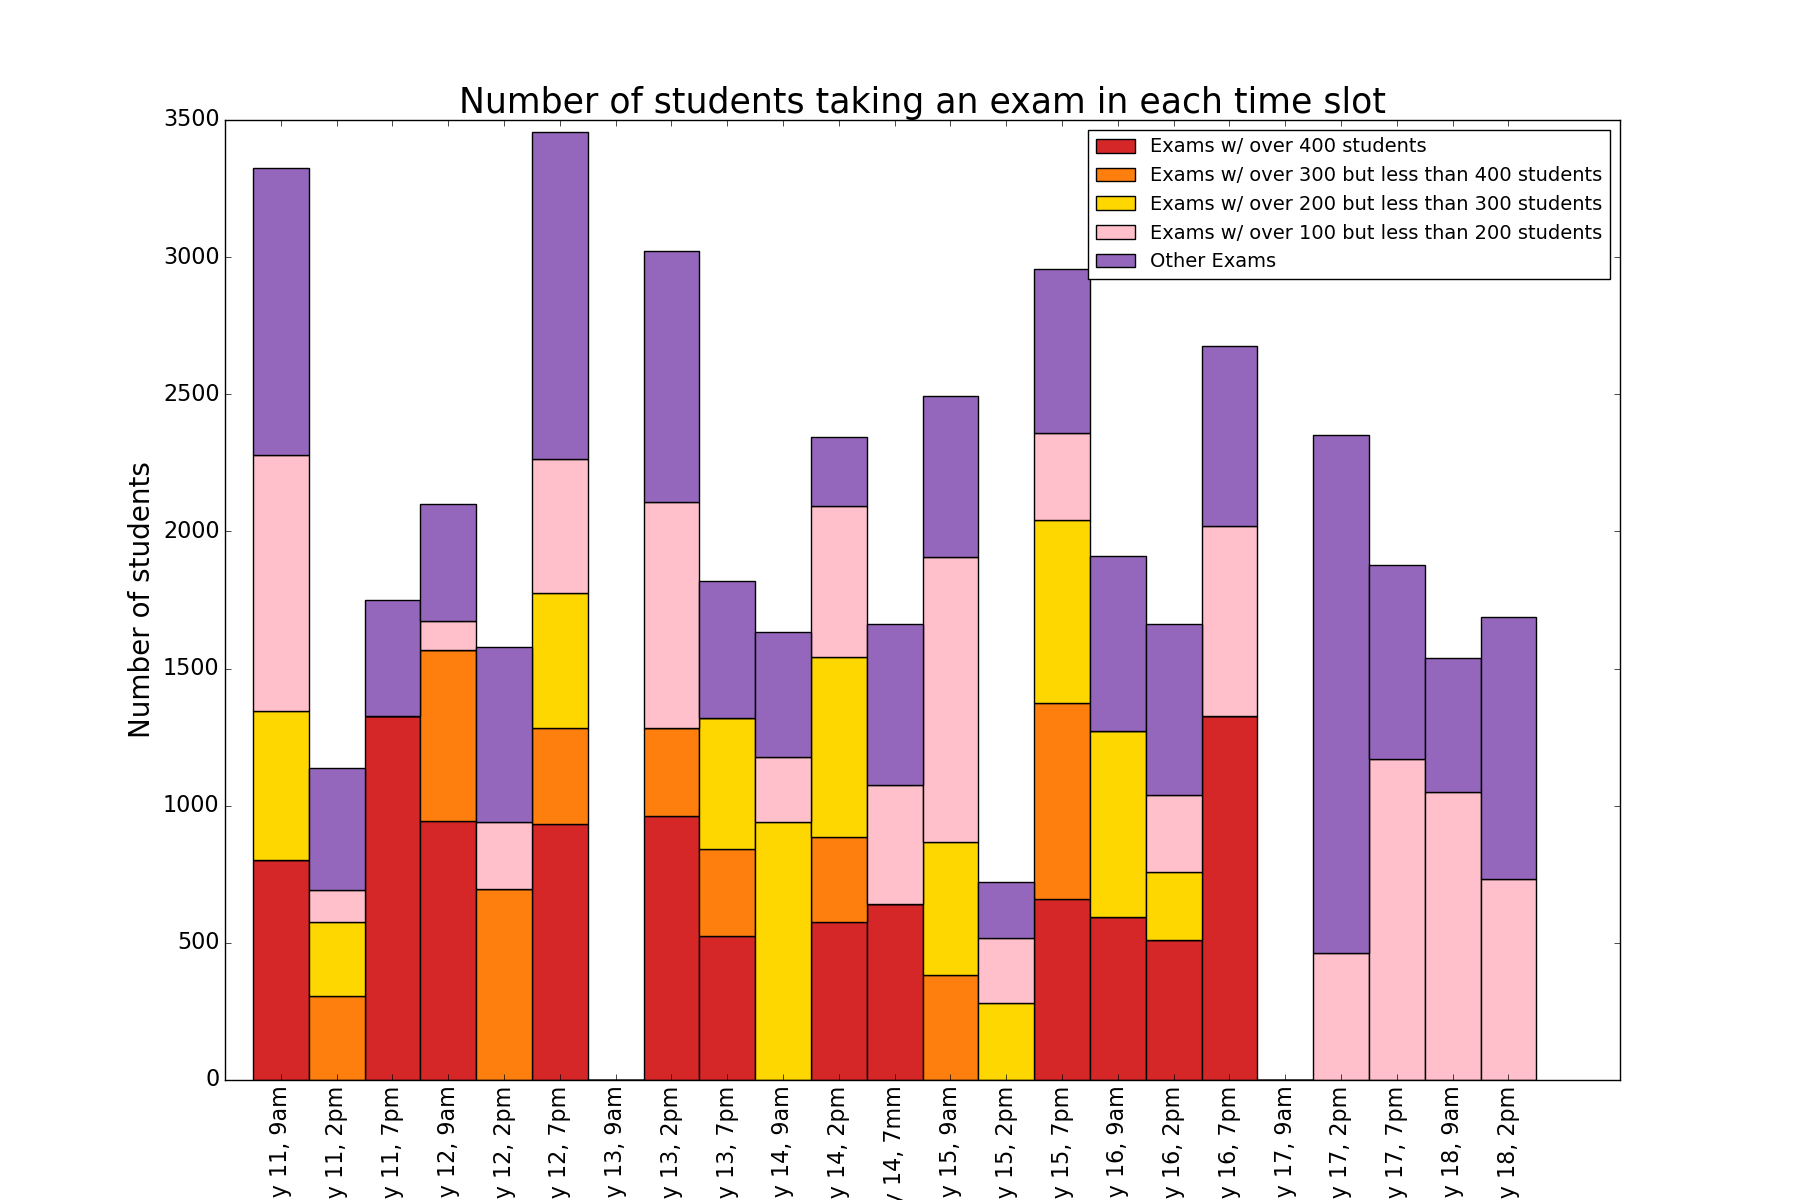 Number of students taking an exam in each time slot
Exams w/ over 400 students
Exams w/ over 300 but less than 400 students
Exams w/ over 200 but less than 300 students
Exams w/ over 100 but less than 200 students
Other Exams
Number of students
3500
3000
2500
2000
1500
1000
500
0
y 11, 9am
y 11, 2pm
y 11, 7pm
y 12, 9am
y 12, 2pm
y 12, 7pm
y 13, 9am
y 13, 2pm
y 13, 7pm
y 14, 9am
y 14, 2pm
y 14, 7mm
y 15, 9am
y 15, 2pm
y 15, 7pm
y 16, 9am
y 16, 2pm
y 16, 7pm
y 17, 9am
y 17, 2pm
y 17, 7pm
y 18, 9am
y 18, 2pm